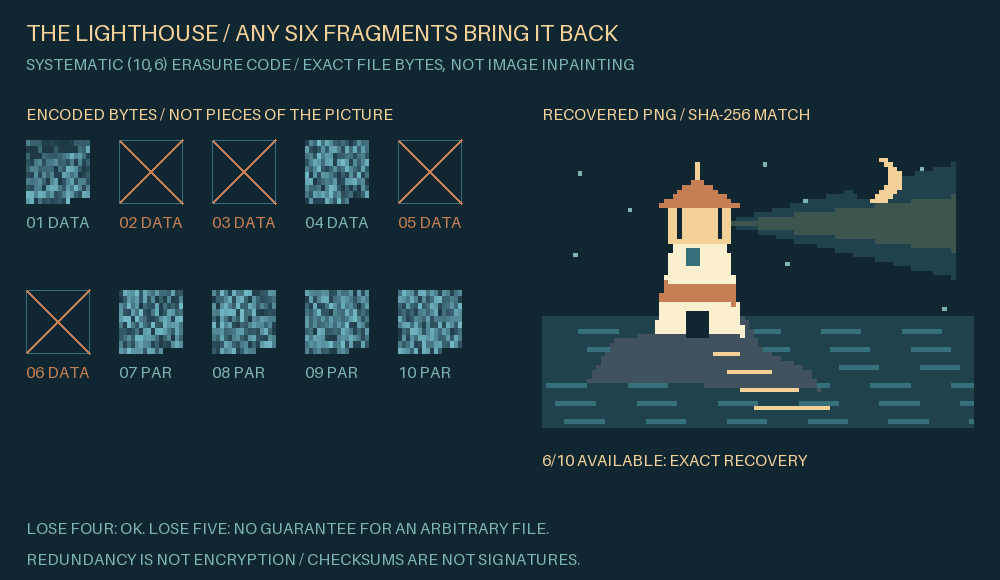 THE LIGHTHOUSE / ANY SIX FRAGMENTS BRING IT BACK
SYSTEMATIC (10,6) ERASURE CODE / EXACT FILE BYTES, NOT IMAGE INPAINTING
ENCODED BYTES / NOT PIECES OF THE PICTURE
01 DATA
02 DATA
03 DATA
04 DATA
05 DATA
06 DATA
07 PAR
08 PAR
09 PAR
10 PAR
RECOVERED PNG / SHA-256 MATCH
6/10 AVAILABLE: EXACT RECOVERY
LOSE FOUR: OK. LOSE FIVE: NO GUARANTEE FOR AN ARBITRARY FILE.
REDUNDANCY IS NOT ENCRYPTION / CHECKSUMS ARE NOT SIGNATURES.